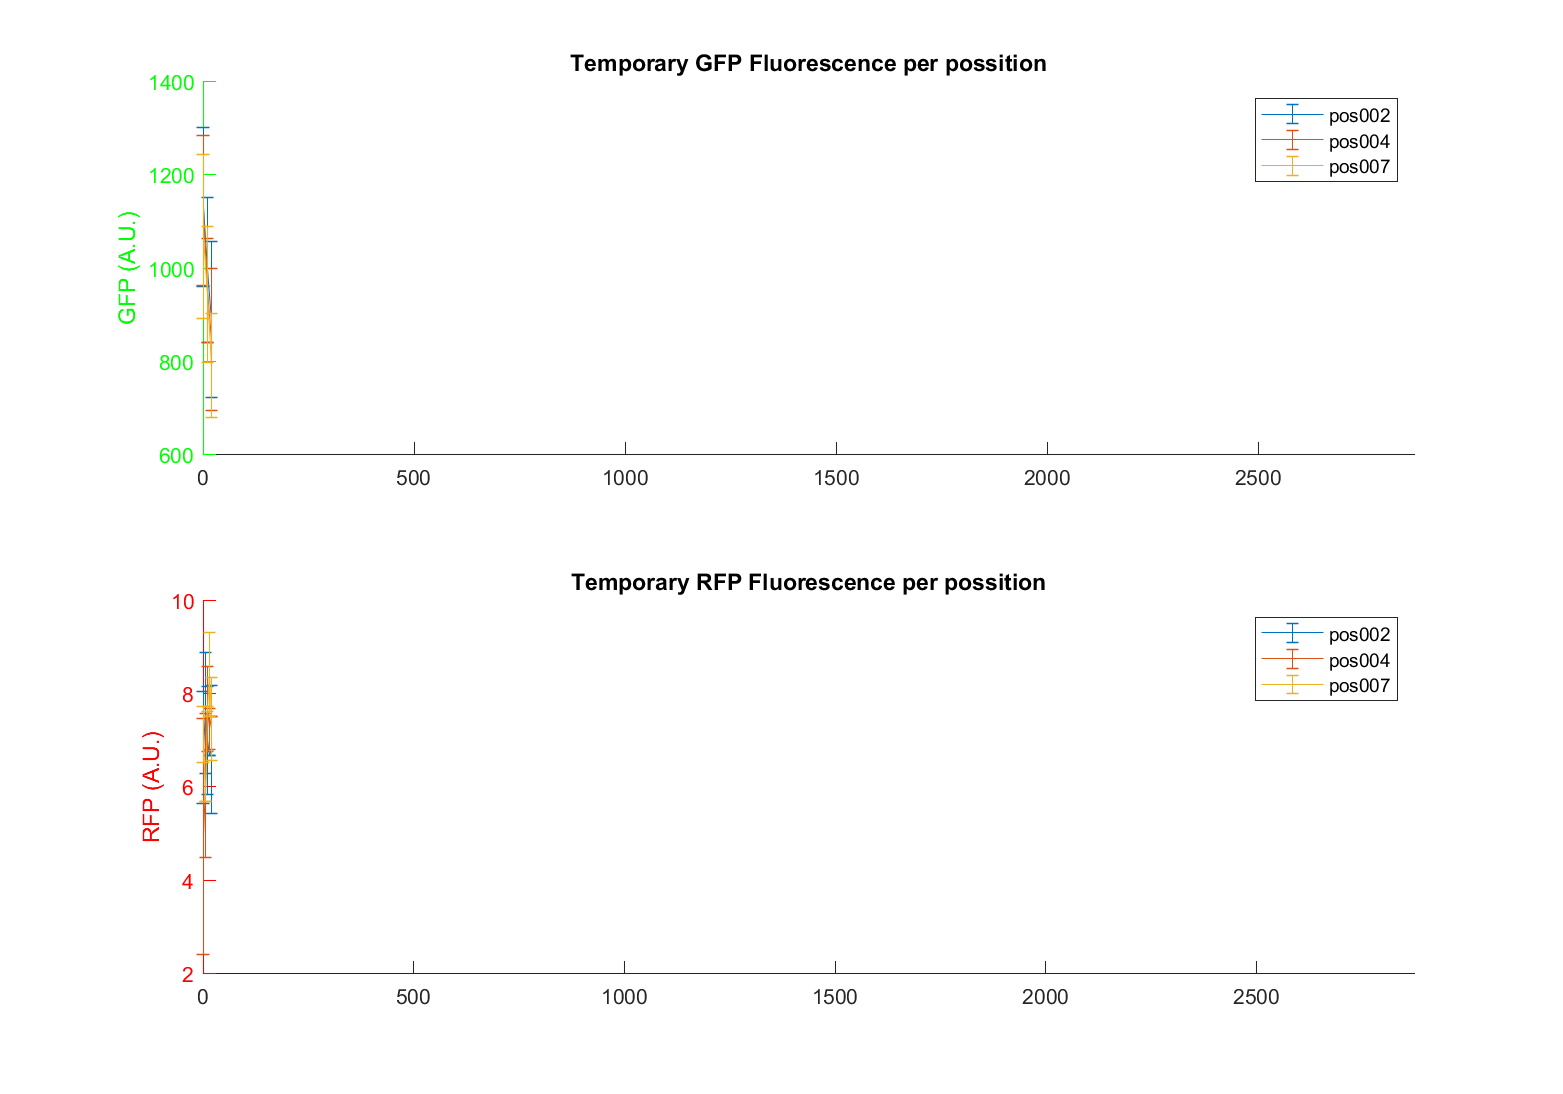 Temporary GFP Fluorescence per possition
1400
1200
1000
800
600
GFP (A.U.)
pos002
pos004
pos007
0 500 1000 1500 2000 2500
Temporary RFP Fluorescence per possition
10
8
6
4
2
RFP (A.U.)
pos002
pos004
pos007
0 500 1000 1500 2000 2500